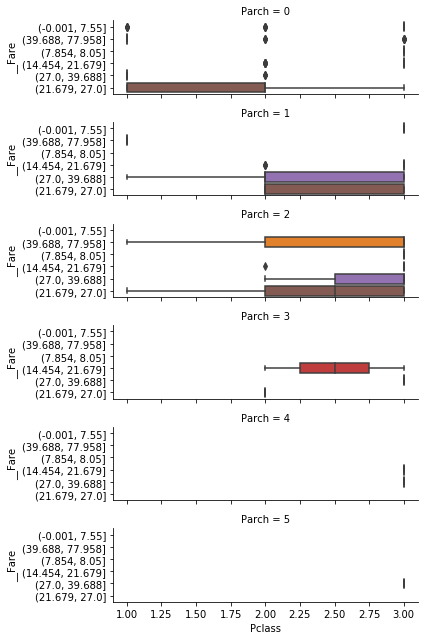 Parch = 0
(-0.001, 7.55]
(39.688, 77.958]
(7.854, 8.05]
(14.454, 21.679]
(27.0, 39.688]
(21.679, 27.0]
_Fare
Parch = 1
(-0.001, 7.55]
(39.688, 77.958]
(7.854, 8.05]
(14.454, 21.679]
(27.0, 39.688]
(21.679, 27.0]
_Fare
Parch = 2
(-0.001, 7.55]
(39.688, 77.958]
(7.854, 8.05]
(14.454, 21.679]
(27.0, 39.688]
(21.679, 27.0]
_Fare
Parch = 3
(-0.001, 7.55]
(39.688, 77.958]
(7.854, 8.05]
(14.454, 21.679]
(27.0, 39.688]
(21.679, 27.0]
_Fare
Parch = 4
(-0.001, 7.55]
(39.688, 77.958]
(7.854, 8.05]
(14.454, 21.679]
(27.0, 39.688]
(21.679, 27.0]
_Fare
Parch = 5
(-0.001, 7.55]
(39.688, 77.958]
(7.854, 8.05]
(14.454, 21.679]
(27.0, 39.688]
(21.679, 27.0]
_Fare
1.00 1.25 1.50 1.75 2.00 2.25 2.50 2.75 3.00
Pclass